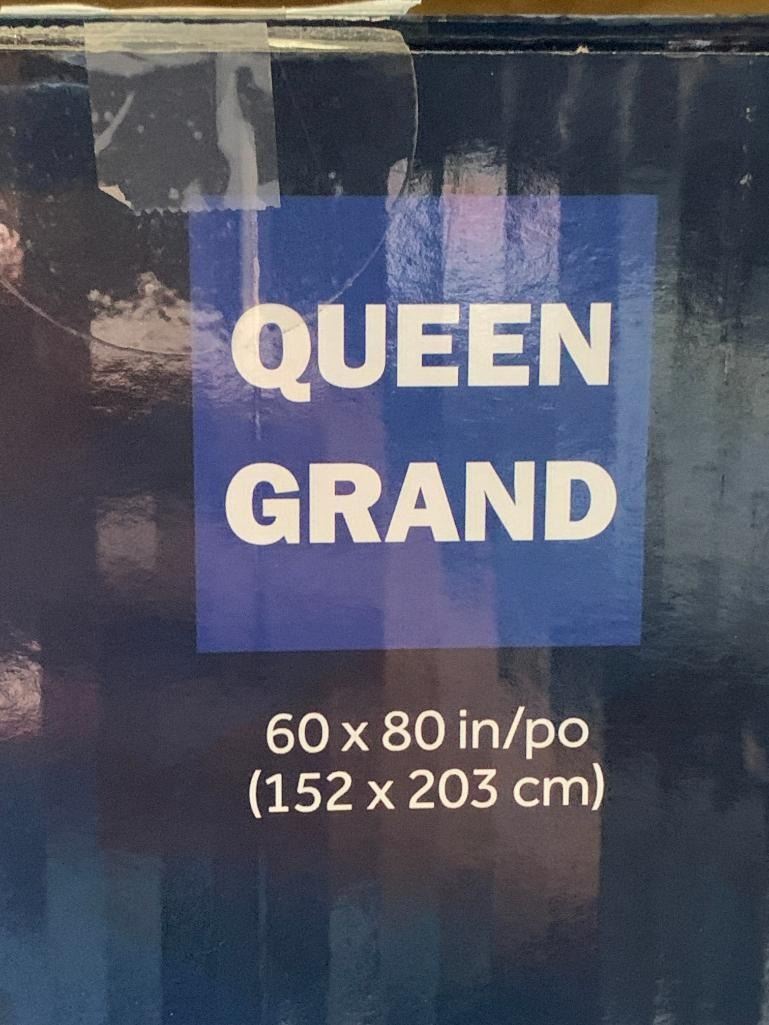 QUEEN
GRAND
60 x 80 in/po
(152 x 203 cm)